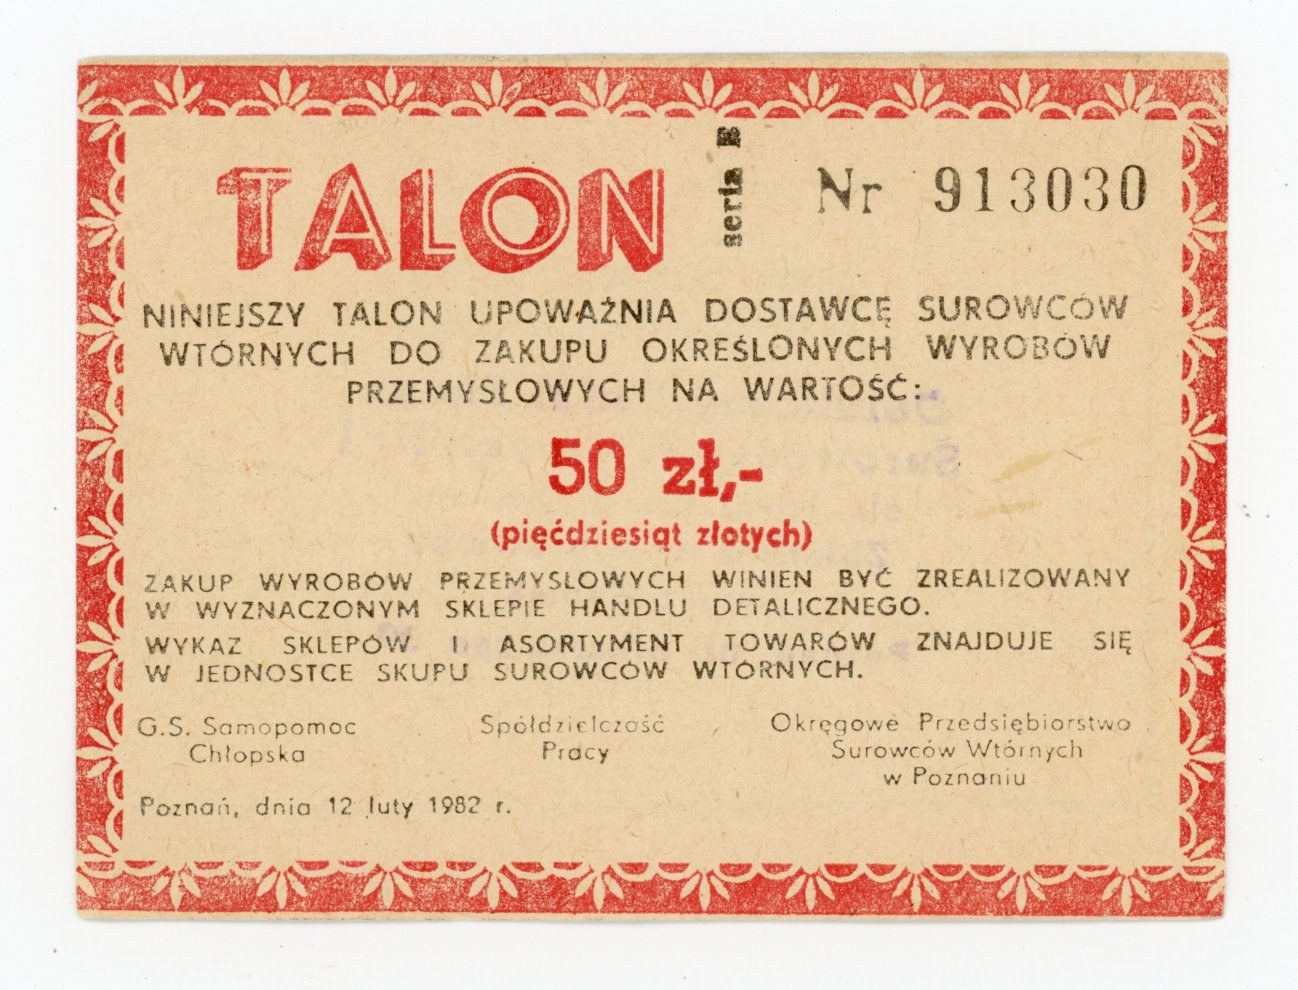 TALON
seria B
Nr 913030
NINIEJSZY TALON UPOWAŻNIA DOSTAWCĘ SUROWCÓW
WTÓRNYCH DO ZAKUPU OKREŚLONYCH WYROBÓW
PRZEMYSŁOWYCH NA WARTOŚĆ:
50 zł,-
(pięćdziesiąt złotych)
ZAKUP WYROBÓW PRZEMYSŁOWYCH WINIEN BYĆ ZREALIZOWANY
W WYZNACZONYM SKLEPIE HANDLU DETALICZNEGO.
WYKAZ SKLEPÓW I ASORTYMENT TOWARÓW ZNAJDUJE SIĘ
W JEDNOSTCE SKUPU SUROWCÓW WTÓRNYCH.
G.S. Samopomoc
Chłopska
Spółdzielczość
Pracy
Okręgowe Przedsiębiorstwo
Surowców Wtórnych
w Poznaniu
Poznań, dnia 12 luty 1982 r.